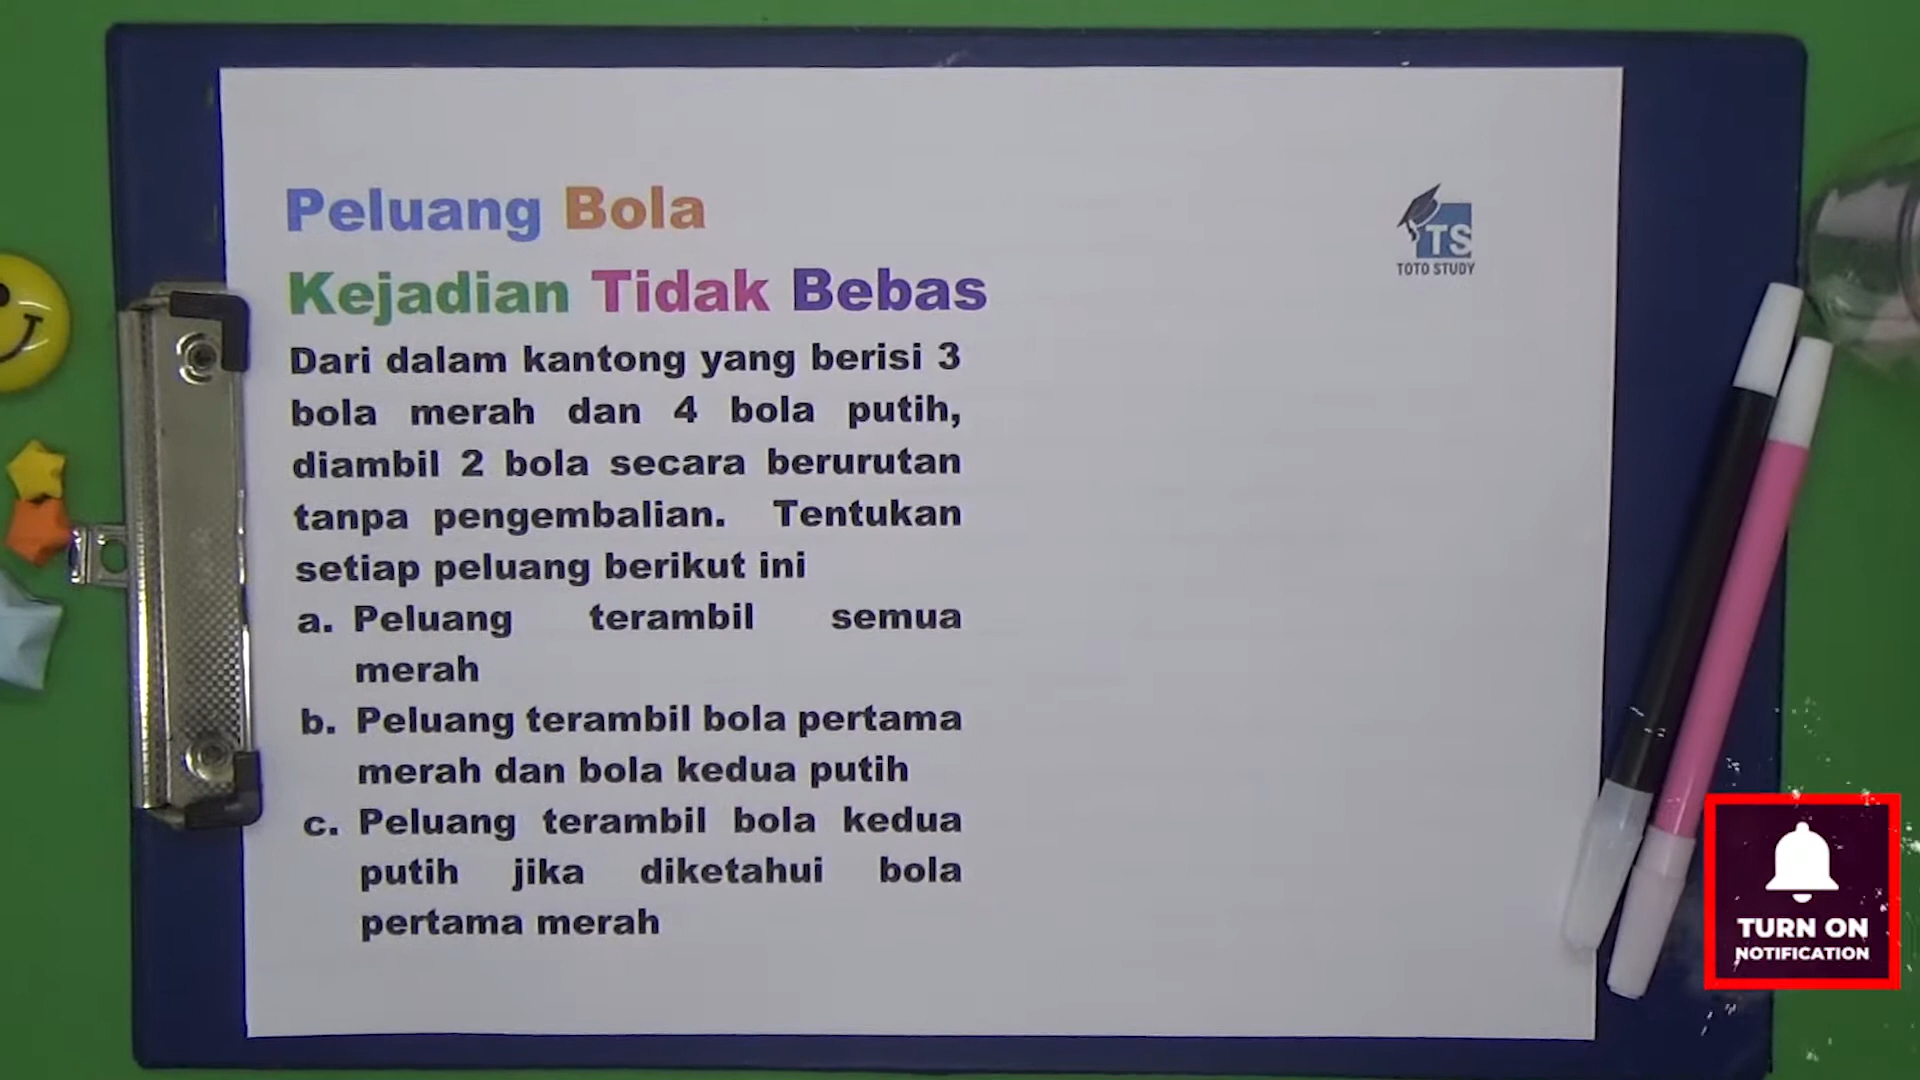 Peluang Bola
TS
TOTO STUDY
Kejadian Tidak Bebas
Dari dalam kantong yang berisi 3
bola merah dan 4 bola putih,
diambil 2 bola secara berurutan
tanpa pengembalian. Tentukan
setiap peluang berikut ini
a. Peluang terambil semua
merah
b. Peluang terambil bola pertama
merah dan bola kedua putih
c. Peluang terambil bola kedua
putih jika diketahui bola
pertama merah
TURN ON
NOTIFICATION